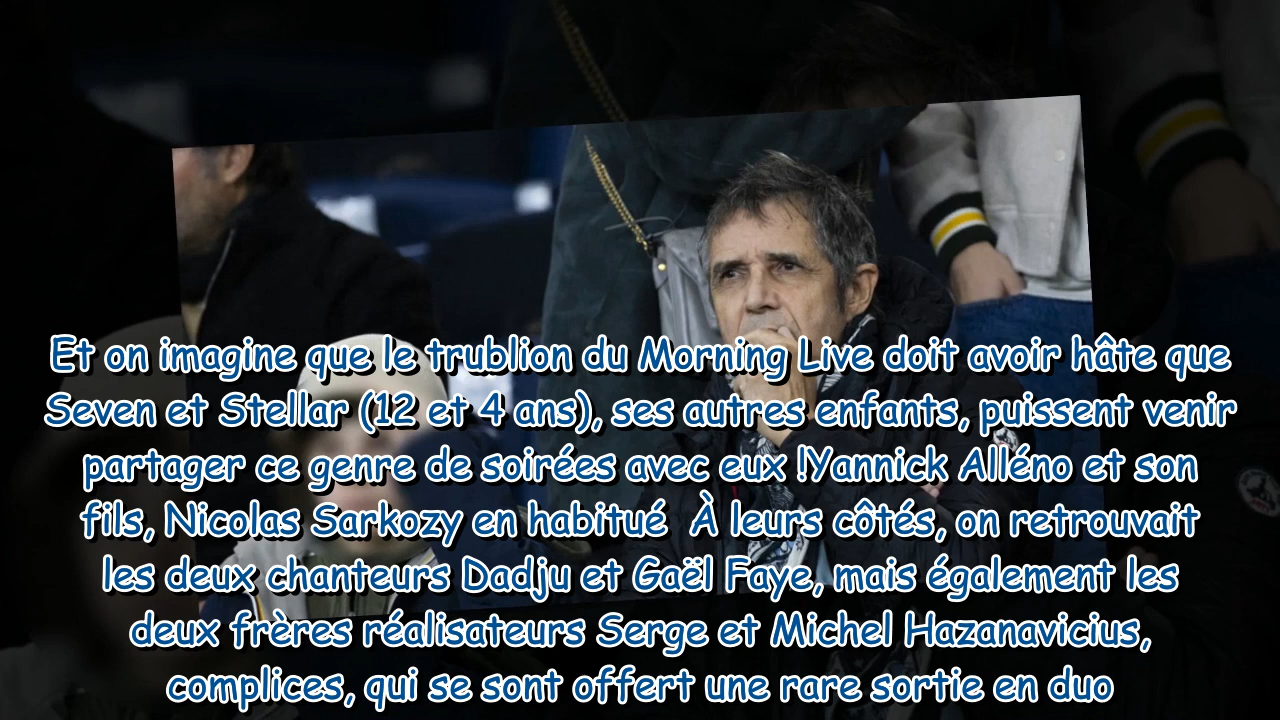 Et on imagine que le trublion du Morning Live doit avoir hâte que
Seven et Stellar (12 et 4 ans), ses autres enfants, puissent venir
partager ce genre de soirées avec eux !Yannick Alléno et son
fils, Nicolas Sarkozy en habitué  À leurs côtés, on retrouvait
les deux chanteurs Dadju et Gaël Faye, mais également les
deux frères réalisateurs Serge et Michel Hazanavicius,
complices, qui se sont offert une rare sortie en duo